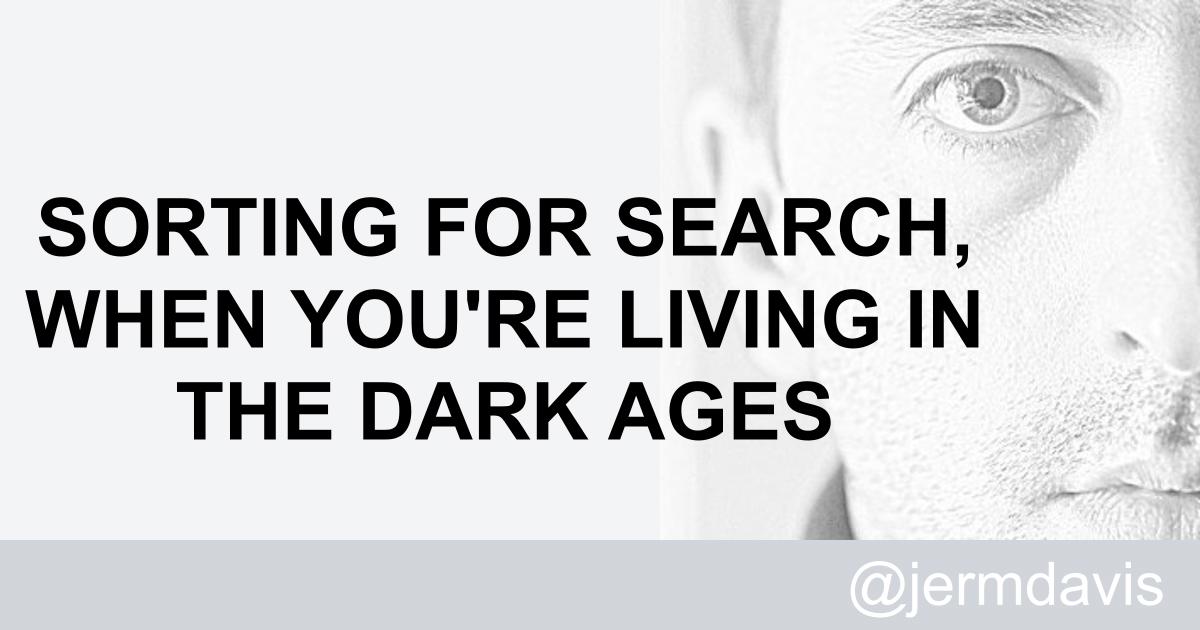 SORTING FOR SEARCH,
WHEN YOU'RE LIVING IN
THE DARK AGES
@jermdavis